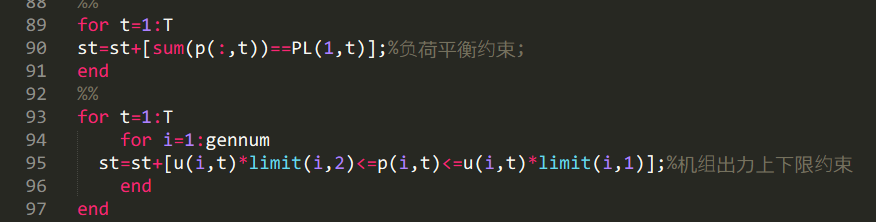 88 %%
89 for t=1:T
90 st=st+[sum(p(:,t))==PL(1,t)];%负荷平衡约束;
91 end
92 %%
93 for t=1:T
94 for i=1:gennum
95 st=st+[u(i,t)*limit(i,2)<=p(i,t)<=u(i,t)*limit(i,1)];%机组出力上下限约束
96 end
97 end